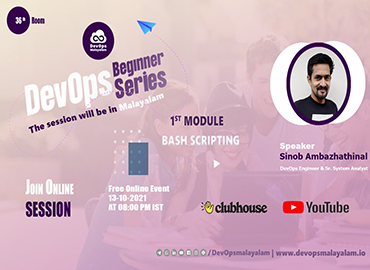 36th Room
DevOps
Malayalam
DevOps Beginner Series
The session will be in Malayalam
1ST MODULE
BASH SCRIPTING
Speaker
Sinob Ambazhathinal
DevOps Engineer & Sr. System Analyst
JOIN ONLINE
SESSION
Free Online Event
13-10-2021
AT 08:00 PM IST
clubhouse
YouTube
/DevOpsmalayalam | www.devopsmalayalam.io